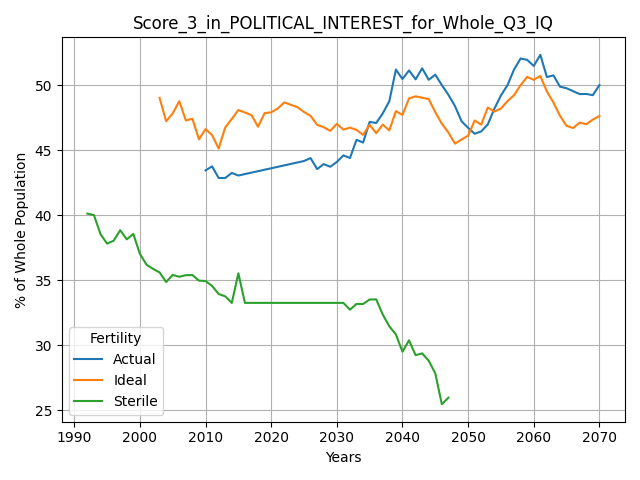 Score_3_in_POLITICAL_INTEREST_for_Whole_Q3_IQ
% of Whole Population
50
45
40
35
30
25
Fertility
Actual
Ideal
Sterile
1990 2000 2010 2020 2030 2040 2050 2060 2070
Years